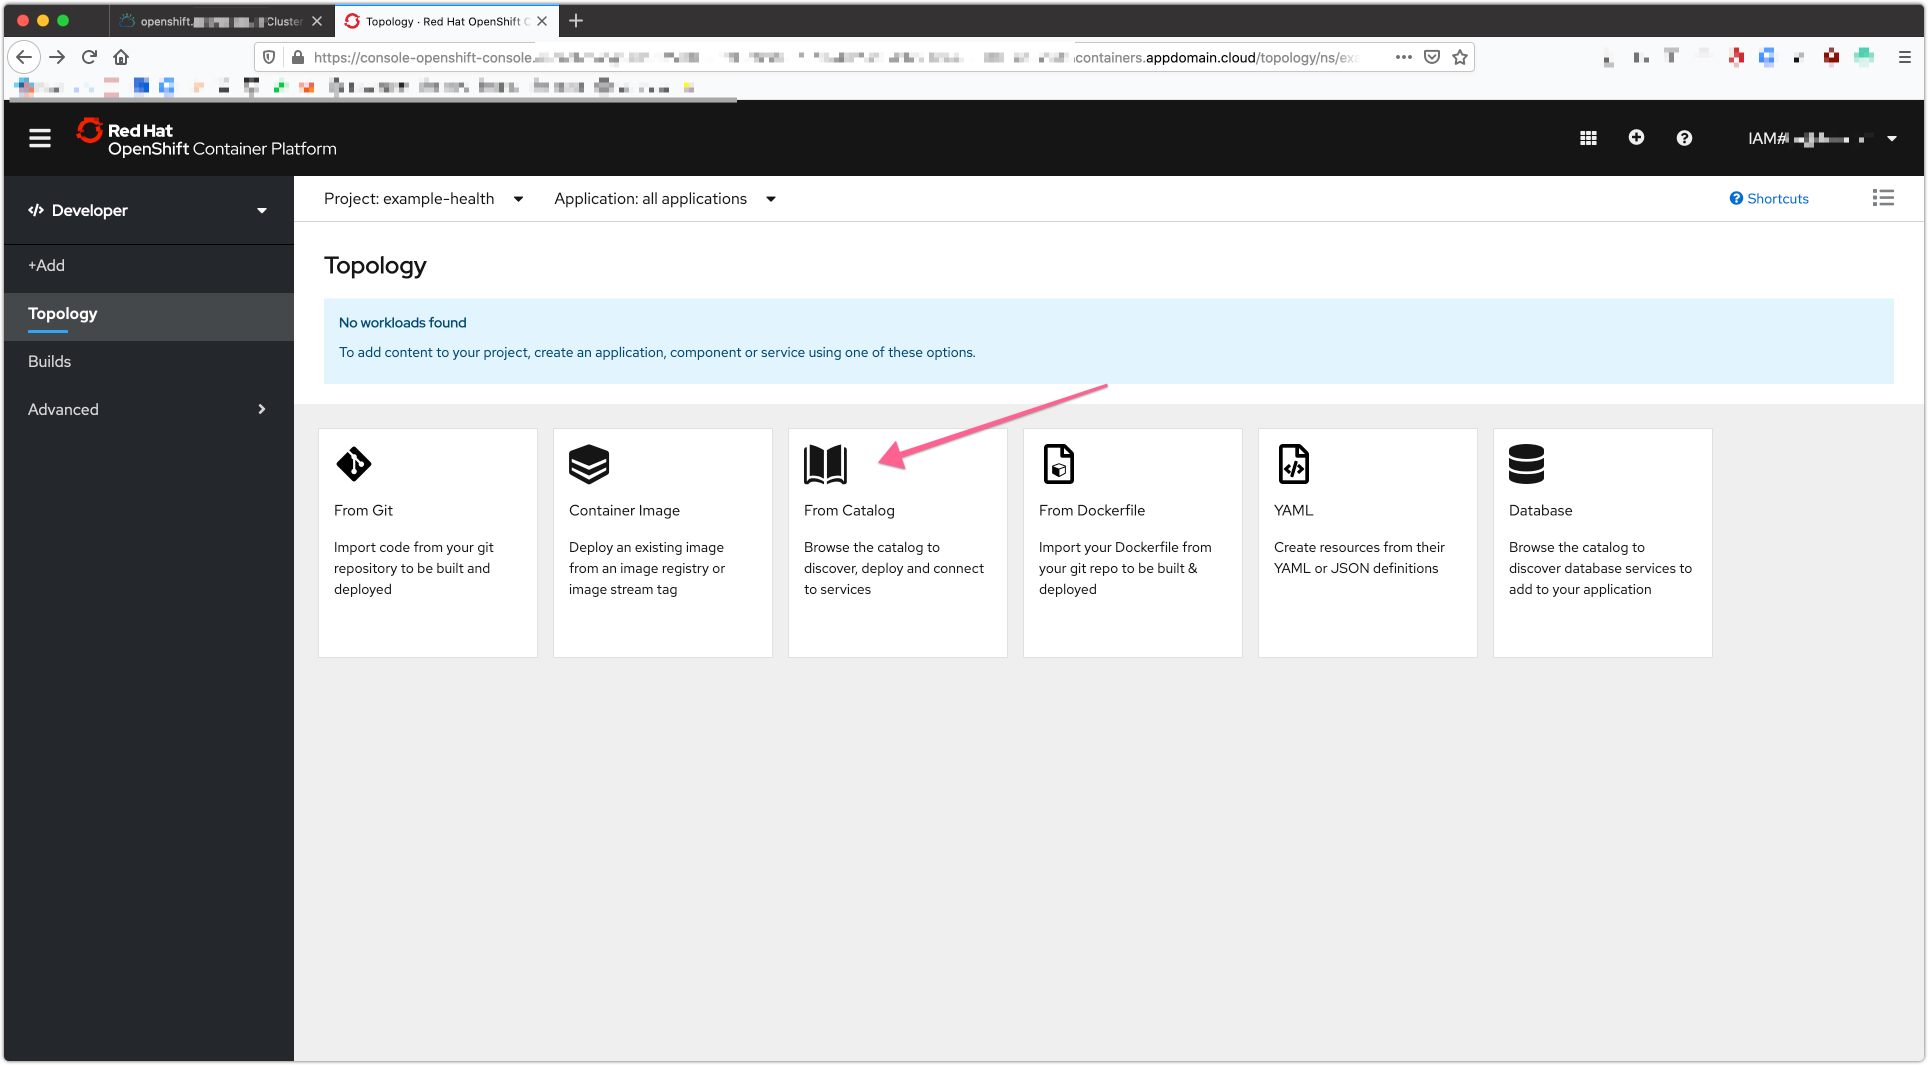 openshift. Cluster
Topology · Red Hat OpenShift C
https://console-openshift-console. containers.appdomain.cloud/topology/ns/exa
Red Hat
OpenShift Container Platform
IAM#
Developer
Project: example-health
Application: all applications
Shortcuts
+Add
Topology
Builds
Advanced
Topology
No workloads found
To add content to your project, create an application, component or service using one of these options.
From Git
Import code from your git
repository to be built and
deployed
Container Image
Deploy an existing image
from an image registry or
image stream tag
From Catalog
Browse the catalog to
discover, deploy and connect
to services
From Dockerfile
Import your Dockerfile from
your git repo to be built &
deployed
YAML
Create resources from their
YAML or JSON definitions
Database
Browse the catalog to
discover database services to
add to your application